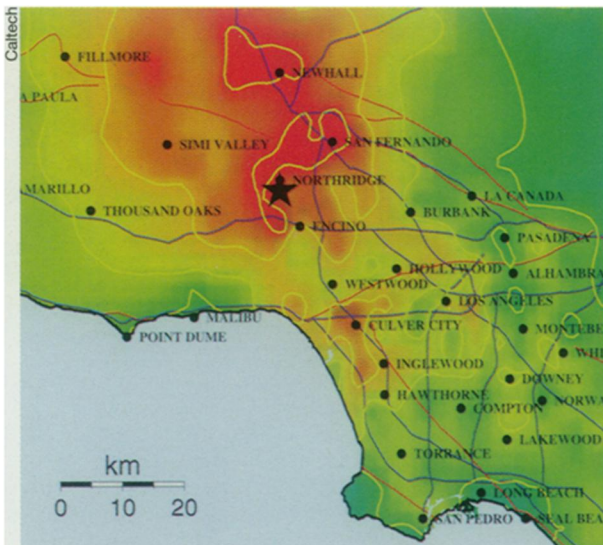 Caltech
FILLMORE
NEWHALL
A PAULA
SIMI VALLEY
SAN FERNANDO
NORTHRIDGE
AMARILLO
THOUSAND OAKS
LA CANADA
BURBANK
ENCINO
PASADENA
HOLLYWOOD
ALHAMBRA
WESTWOOD
LOS ANGELES
MALIBU
CULVER CITY
MONTEBE
POINT DUME
WHI
INGLEWOOD
DOWNEY
HAWTHORNE
NORWA
COMPTON
LAKEWOOD
TORRANCE
km
0 10 20
LONG BEACH
SAN PEDRO
SEAL BEA